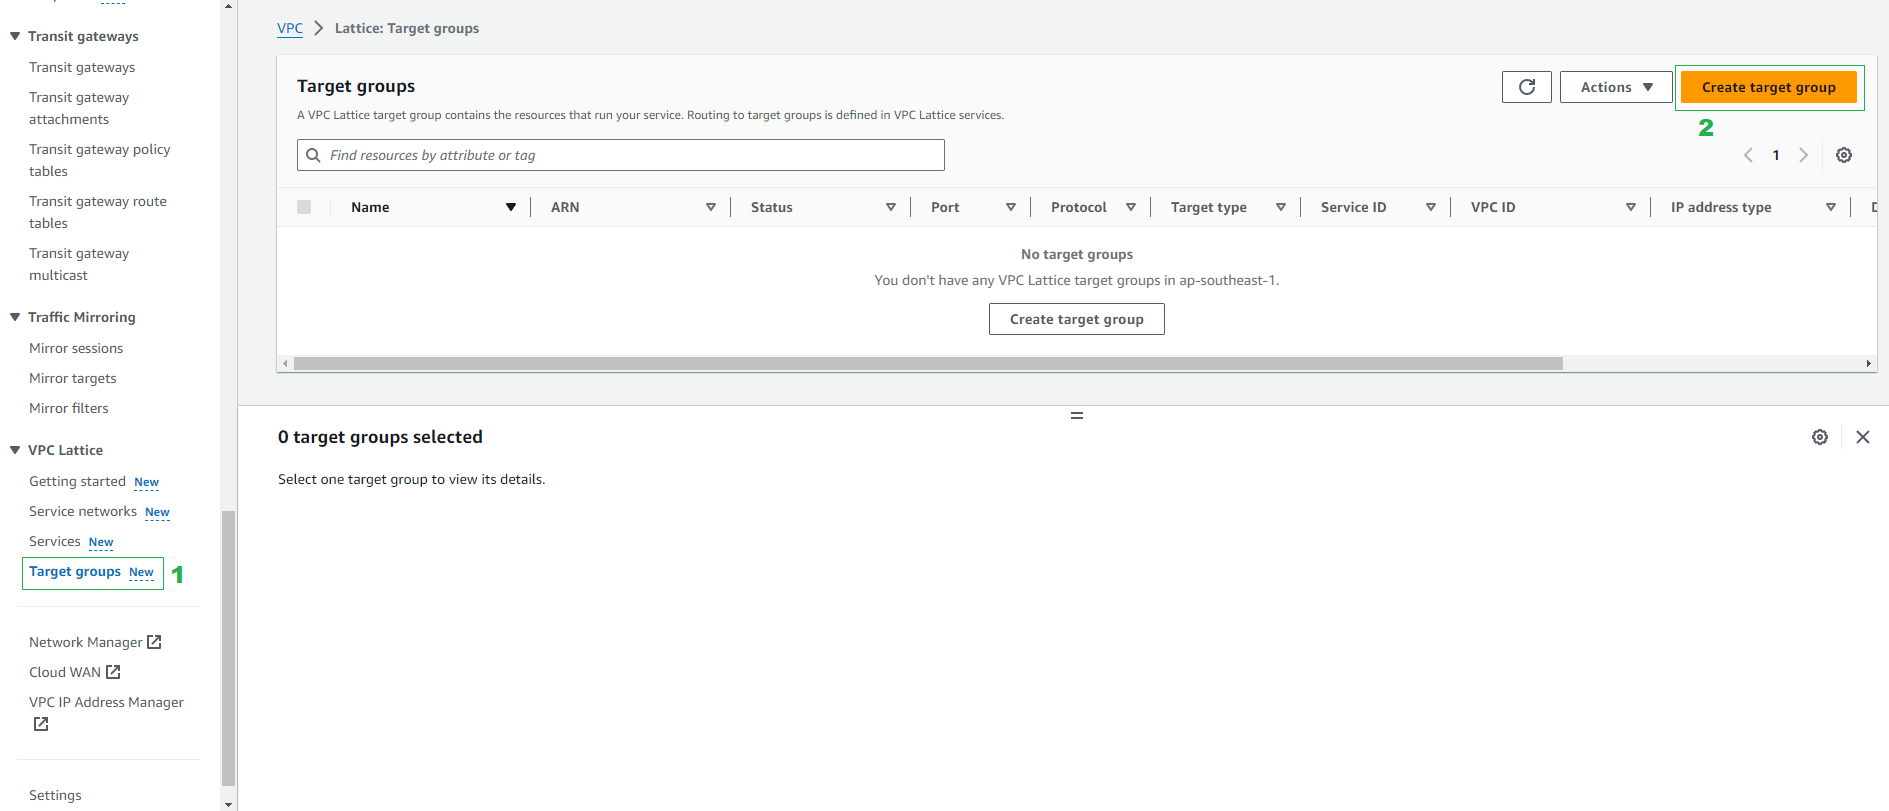 Transit gateways
Transit gateways
Transit gateway
attachments
Transit gateway policy
tables
Transit gateway route
tables
Transit gateway
multicast
Traffic Mirroring
Mirror sessions
Mirror targets
Mirror filters
VPC Lattice
Getting started New
Service networks New
Services New
Target groups New 1
Network Manager
Cloud WAN
VPC IP Address Manager
Settings
VPC Lattice: Target groups
Target groups
Actions
Create target group
A VPC Lattice target group contains the resources that run your service. Routing to target groups is defined in VPC Lattice services.
2
Find resources by attribute or tag
1
Name ARN Status Port Protocol Target type Service ID VPC ID IP address type
No target groups
You don't have any VPC Lattice target groups in ap-southeast-1.
Create target group
0 target groups selected
Select one target group to view its details.